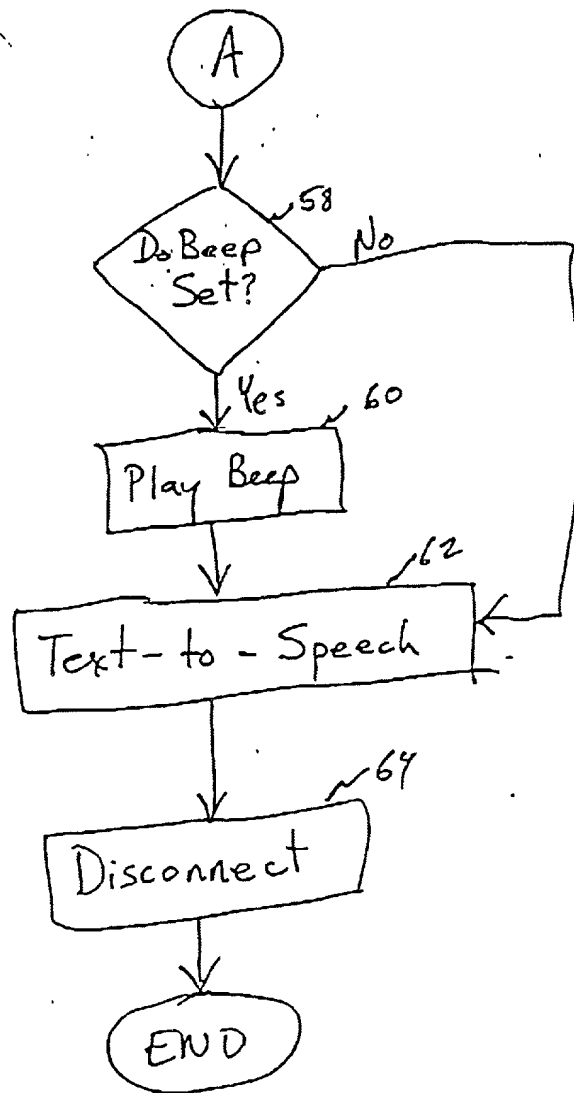 A
58
Do Beep
Set?
No
Yes
60
Play Beep
62
Text-to-Speech
64
Disconnect
END